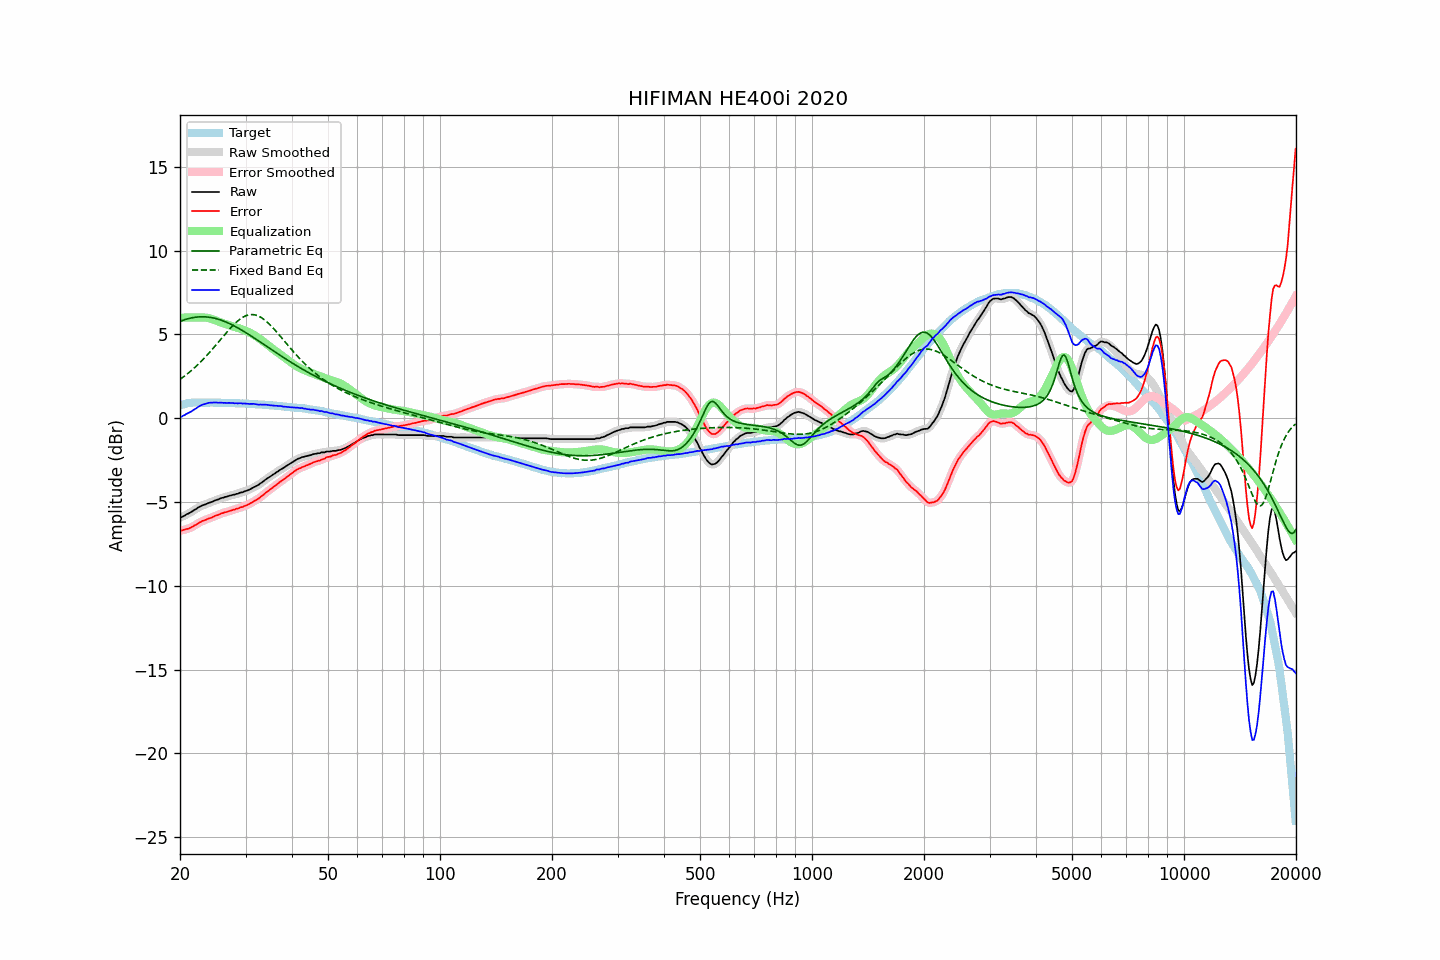 HIFIMAN HE400i 2020
Target
Raw Smoothed
Error Smoothed
Raw
Error
Equalization
Parametric Eq
Fixed Band Eq
Equalized
Amplitude (dBr)
15
10
5
0
−5
−10
−15
−20
−25
20 50 100 200 500 1000 2000 5000 10000 20000
Frequency (Hz)